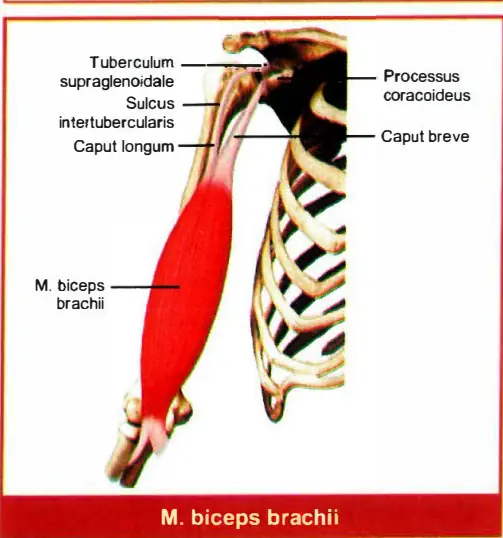 Tuberculum
supraglenoidale
Sulcus
intertubercularis
Caput longum
Processus
coracoideus
Caput breve
M. biceps
brachii
M. biceps brachii